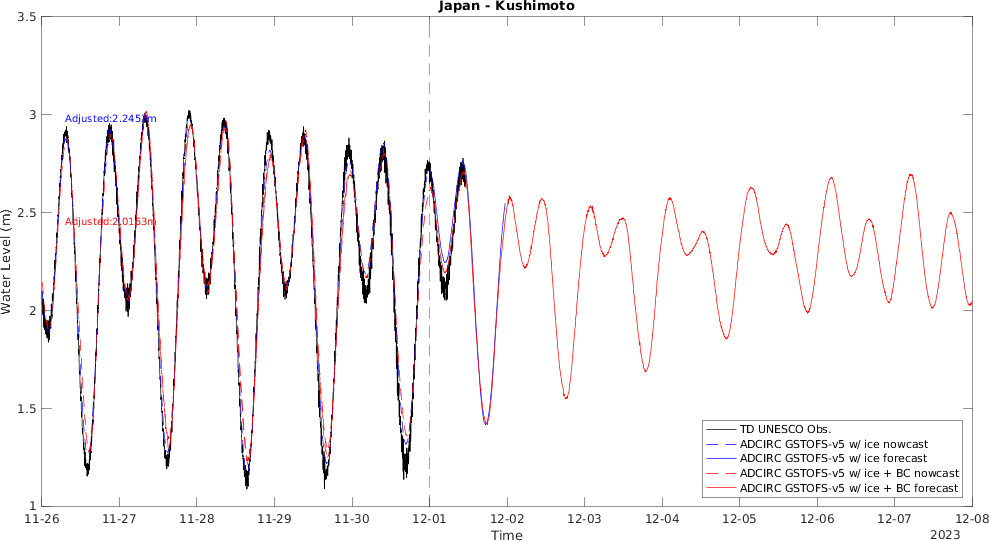 Japan - Kushimoto
3.5
3
2.5
2
1.5
1
Water Level (m)
Adjusted:2.2453m
Adjusted:2.0153m
TD UNESCO Obs.
ADCIRC GSTOFS-v5 w/ ice nowcast
ADCIRC GSTOFS-v5 w/ ice forecast
ADCIRC GSTOFS-v5 w/ ice + BC nowcast
ADCIRC GSTOFS-v5 w/ ice + BC forecast
11-26 11-27 11-28 11-29 11-30 12-01 12-02 12-03 12-04 12-05 12-06 12-07 12-08
Time
2023